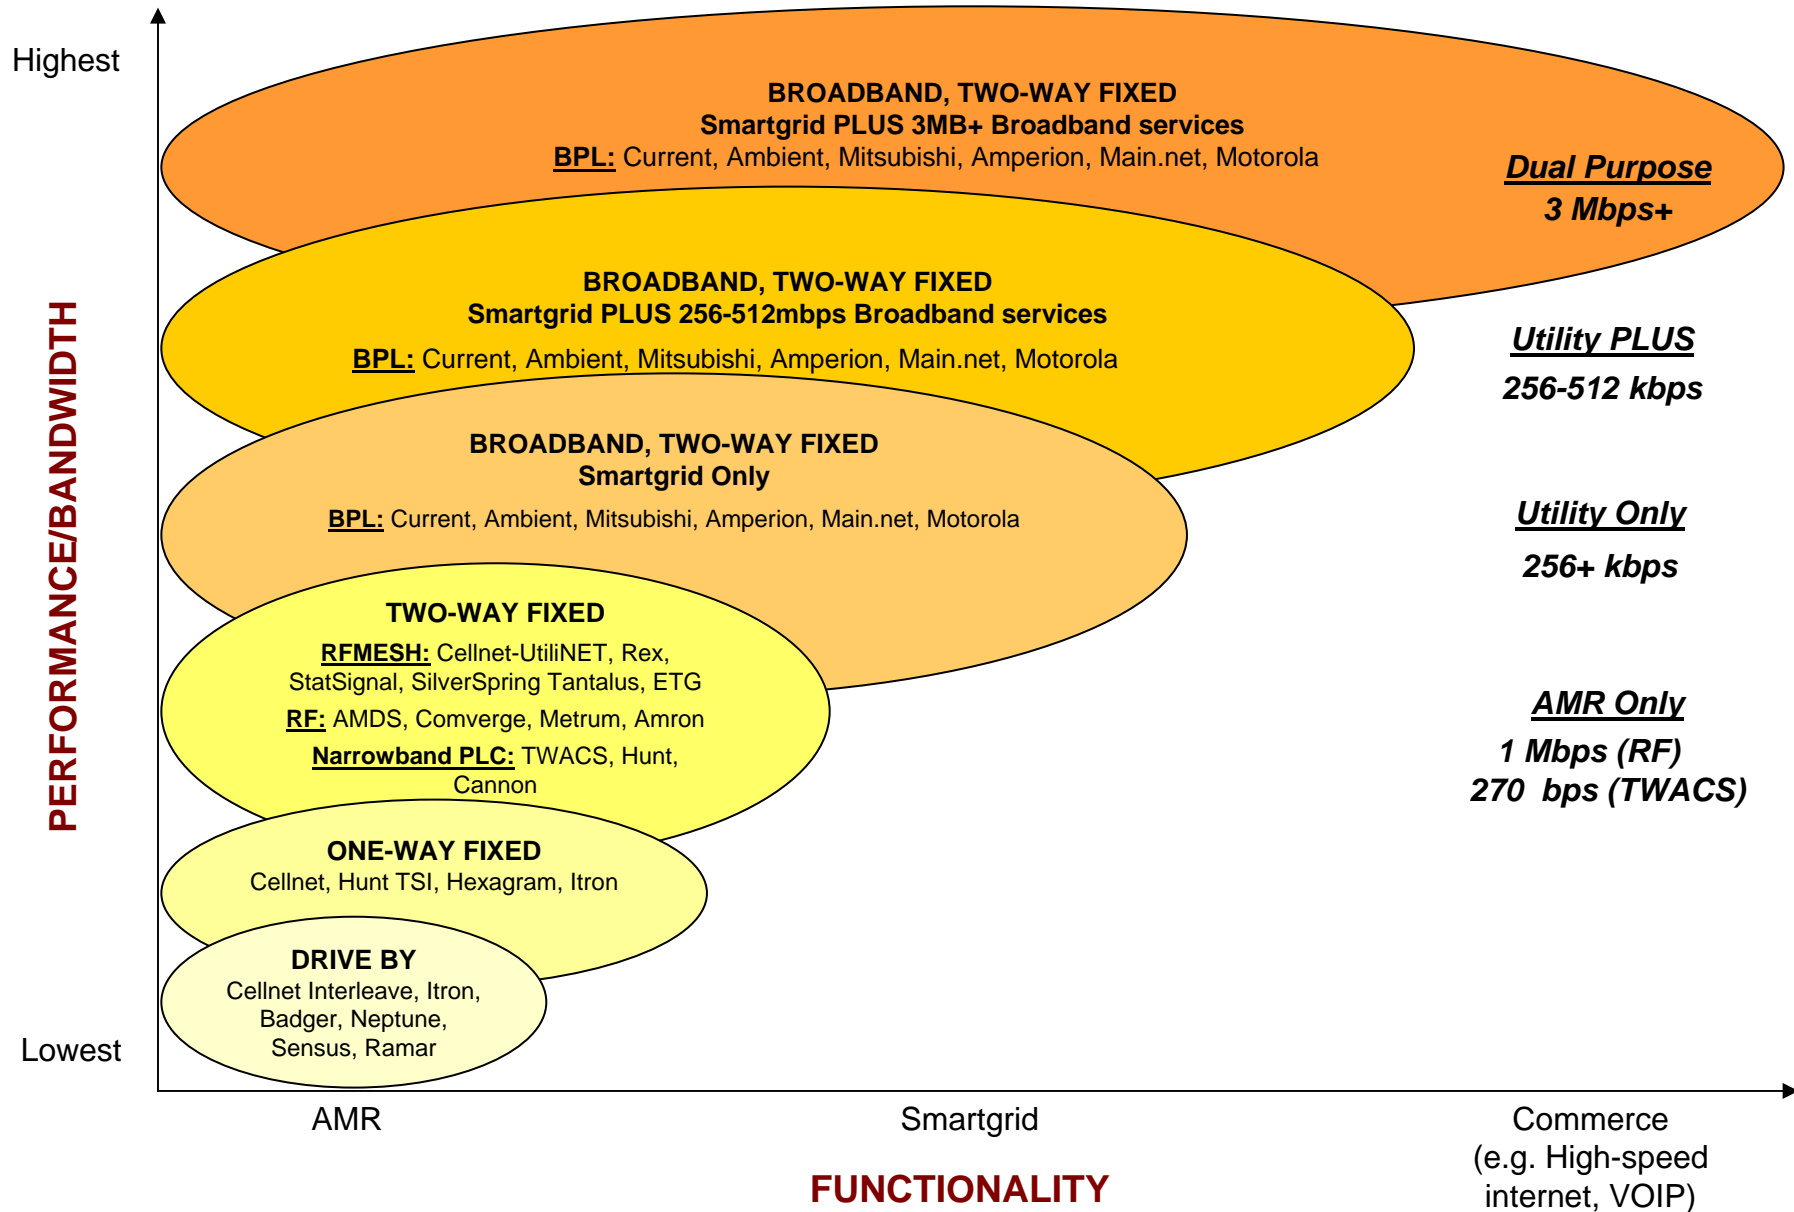 Highest
BROADBAND, TWO-WAY FIXED
Smartgrid PLUS 3MB+ Broadband services
BPL: Current, Ambient, Mitsubishi, Amperion, Main.net, Motorola
Dual Purpose
3 Mbps+
BROADBAND, TWO-WAY FIXED
Smartgrid PLUS 256-512mbps Broadband services
BPL: Current, Ambient, Mitsubishi, Amperion, Main.net, Motorola
Utility PLUS
256-512 kbps
PERFORMANCE/BANDWIDTH
BROADBAND, TWO-WAY FIXED
Smartgrid Only
BPL: Current, Ambient, Mitsubishi, Amperion, Main.net, Motorola
Utility Only
256+ kbps
TWO-WAY FIXED
RFMESH: Cellnet-UtiliNET, Rex,
StatSignal, SilverSpring Tantalus, ETG
RF: AMDS, Comverge, Metrum, Amron
Narrowband PLC: TWACS, Hunt,
Cannon
AMR Only
1 Mbps (RF)
270 bps (TWACS)
ONE-WAY FIXED
Cellnet, Hunt TSI, Hexagram, Itron
DRIVE BY
Cellnet Interleave, Itron,
Badger, Neptune,
Sensus, Ramar
Lowest
AMR
Smartgrid
Commerce
(e.g. High-speed
internet, VOIP)
FUNCTIONALITY